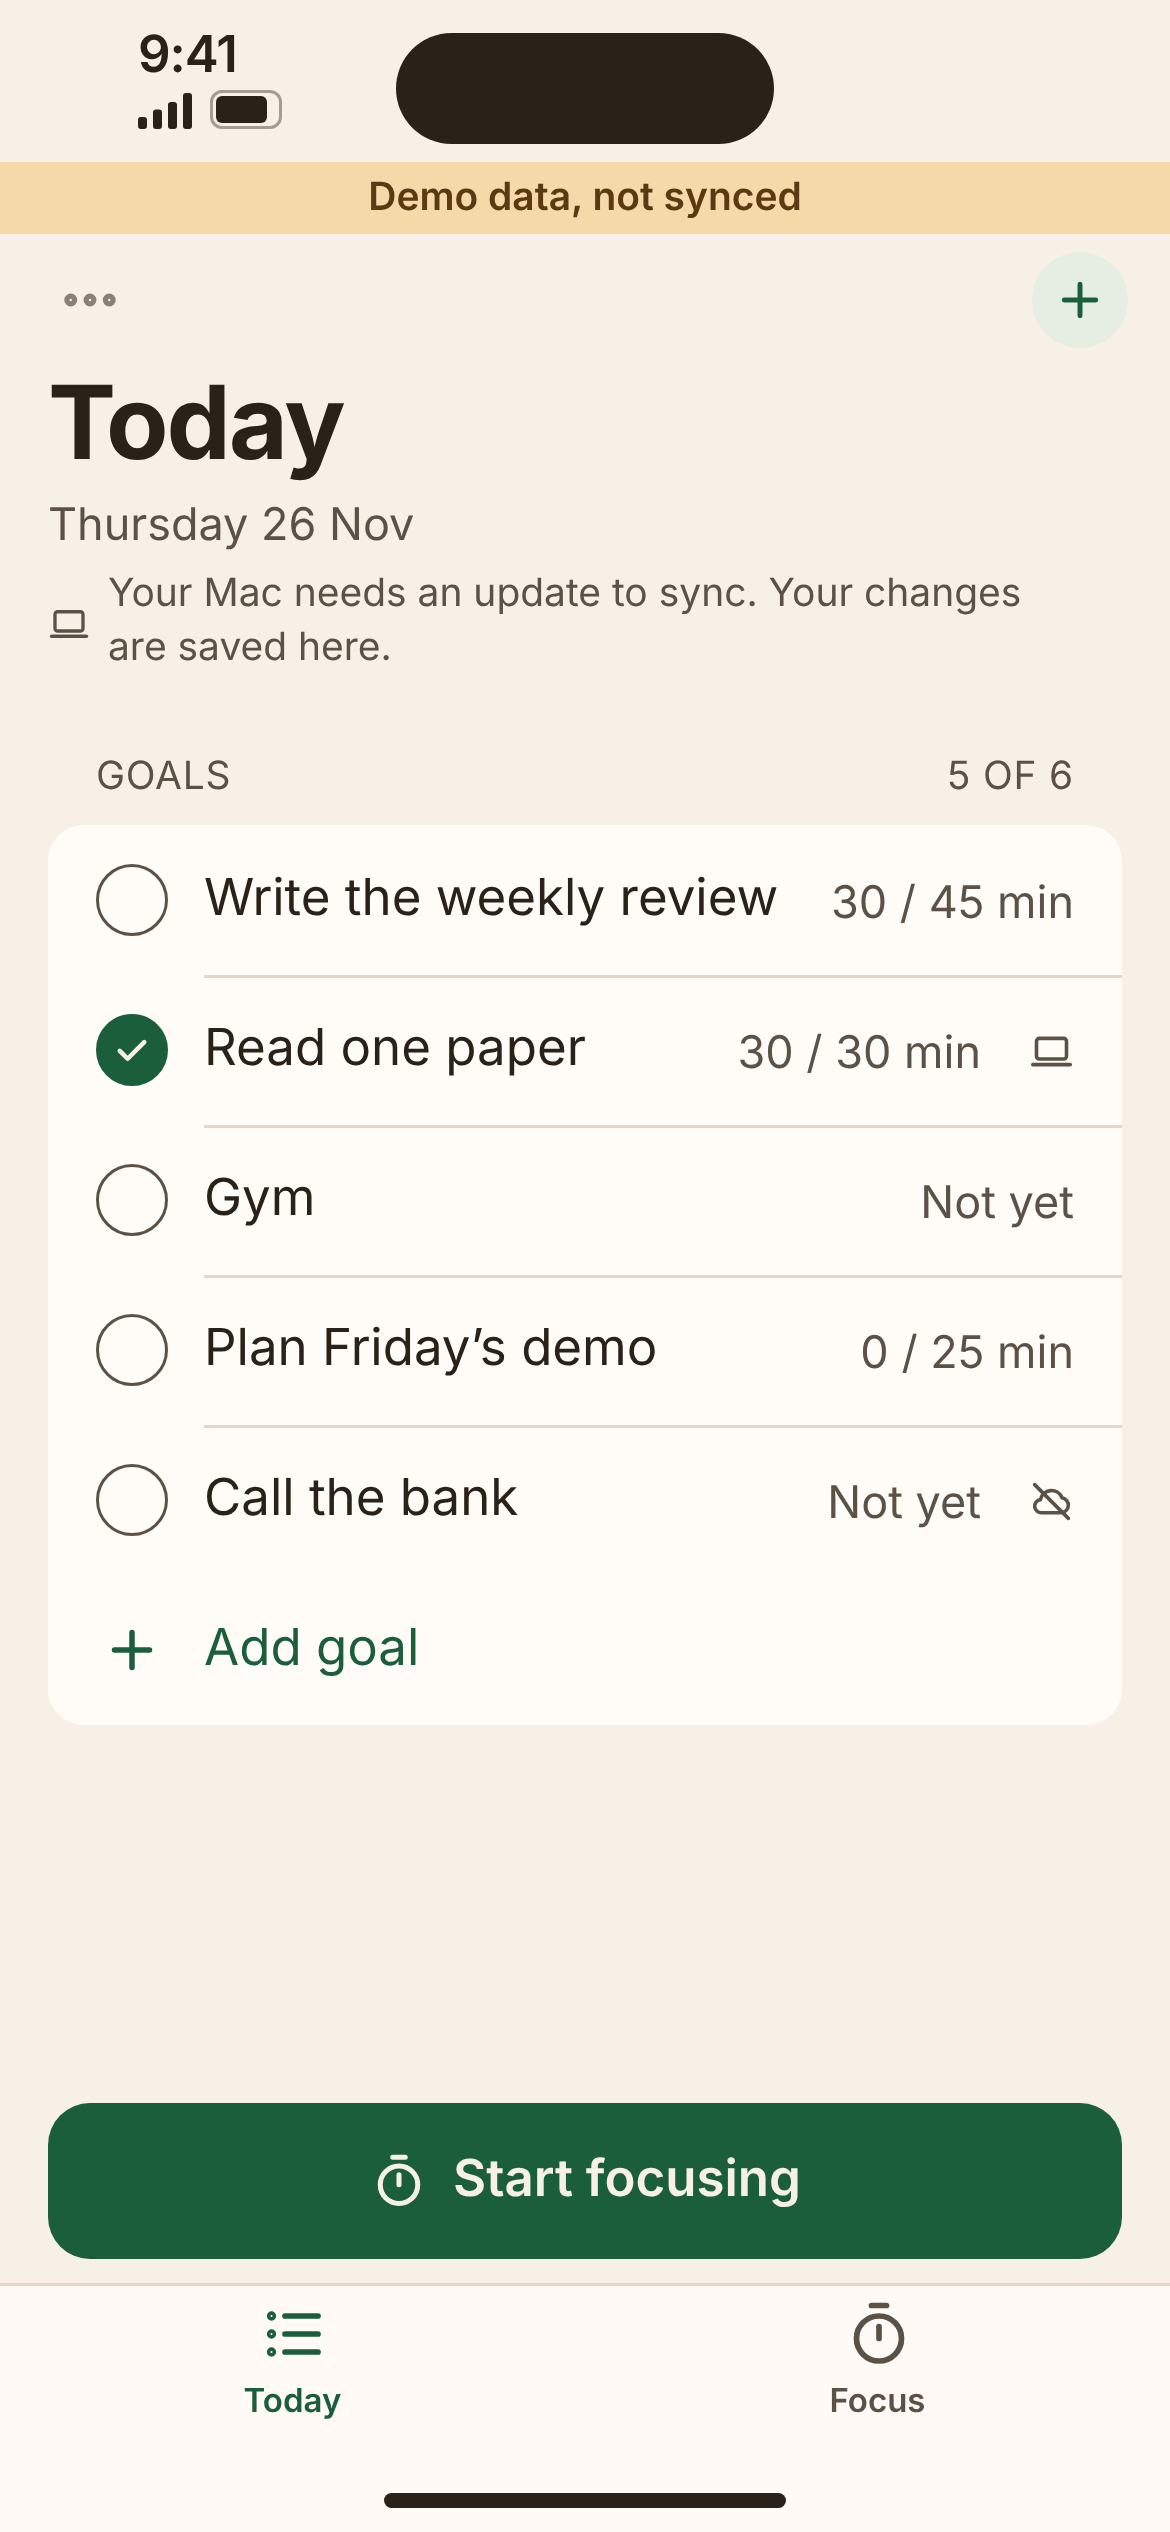 9:41
Demo data, not synced
Today
Thursday 26 Nov
Your Mac needs an update to sync. Your changes
are saved here.
GOALS 5 OF 6
Write the weekly review 30 / 45 min
Read one paper 30 / 30 min
Gym Not yet
Plan Friday’s demo 0 / 25 min
Call the bank Not yet
Add goal
Start focusing
Today Focus